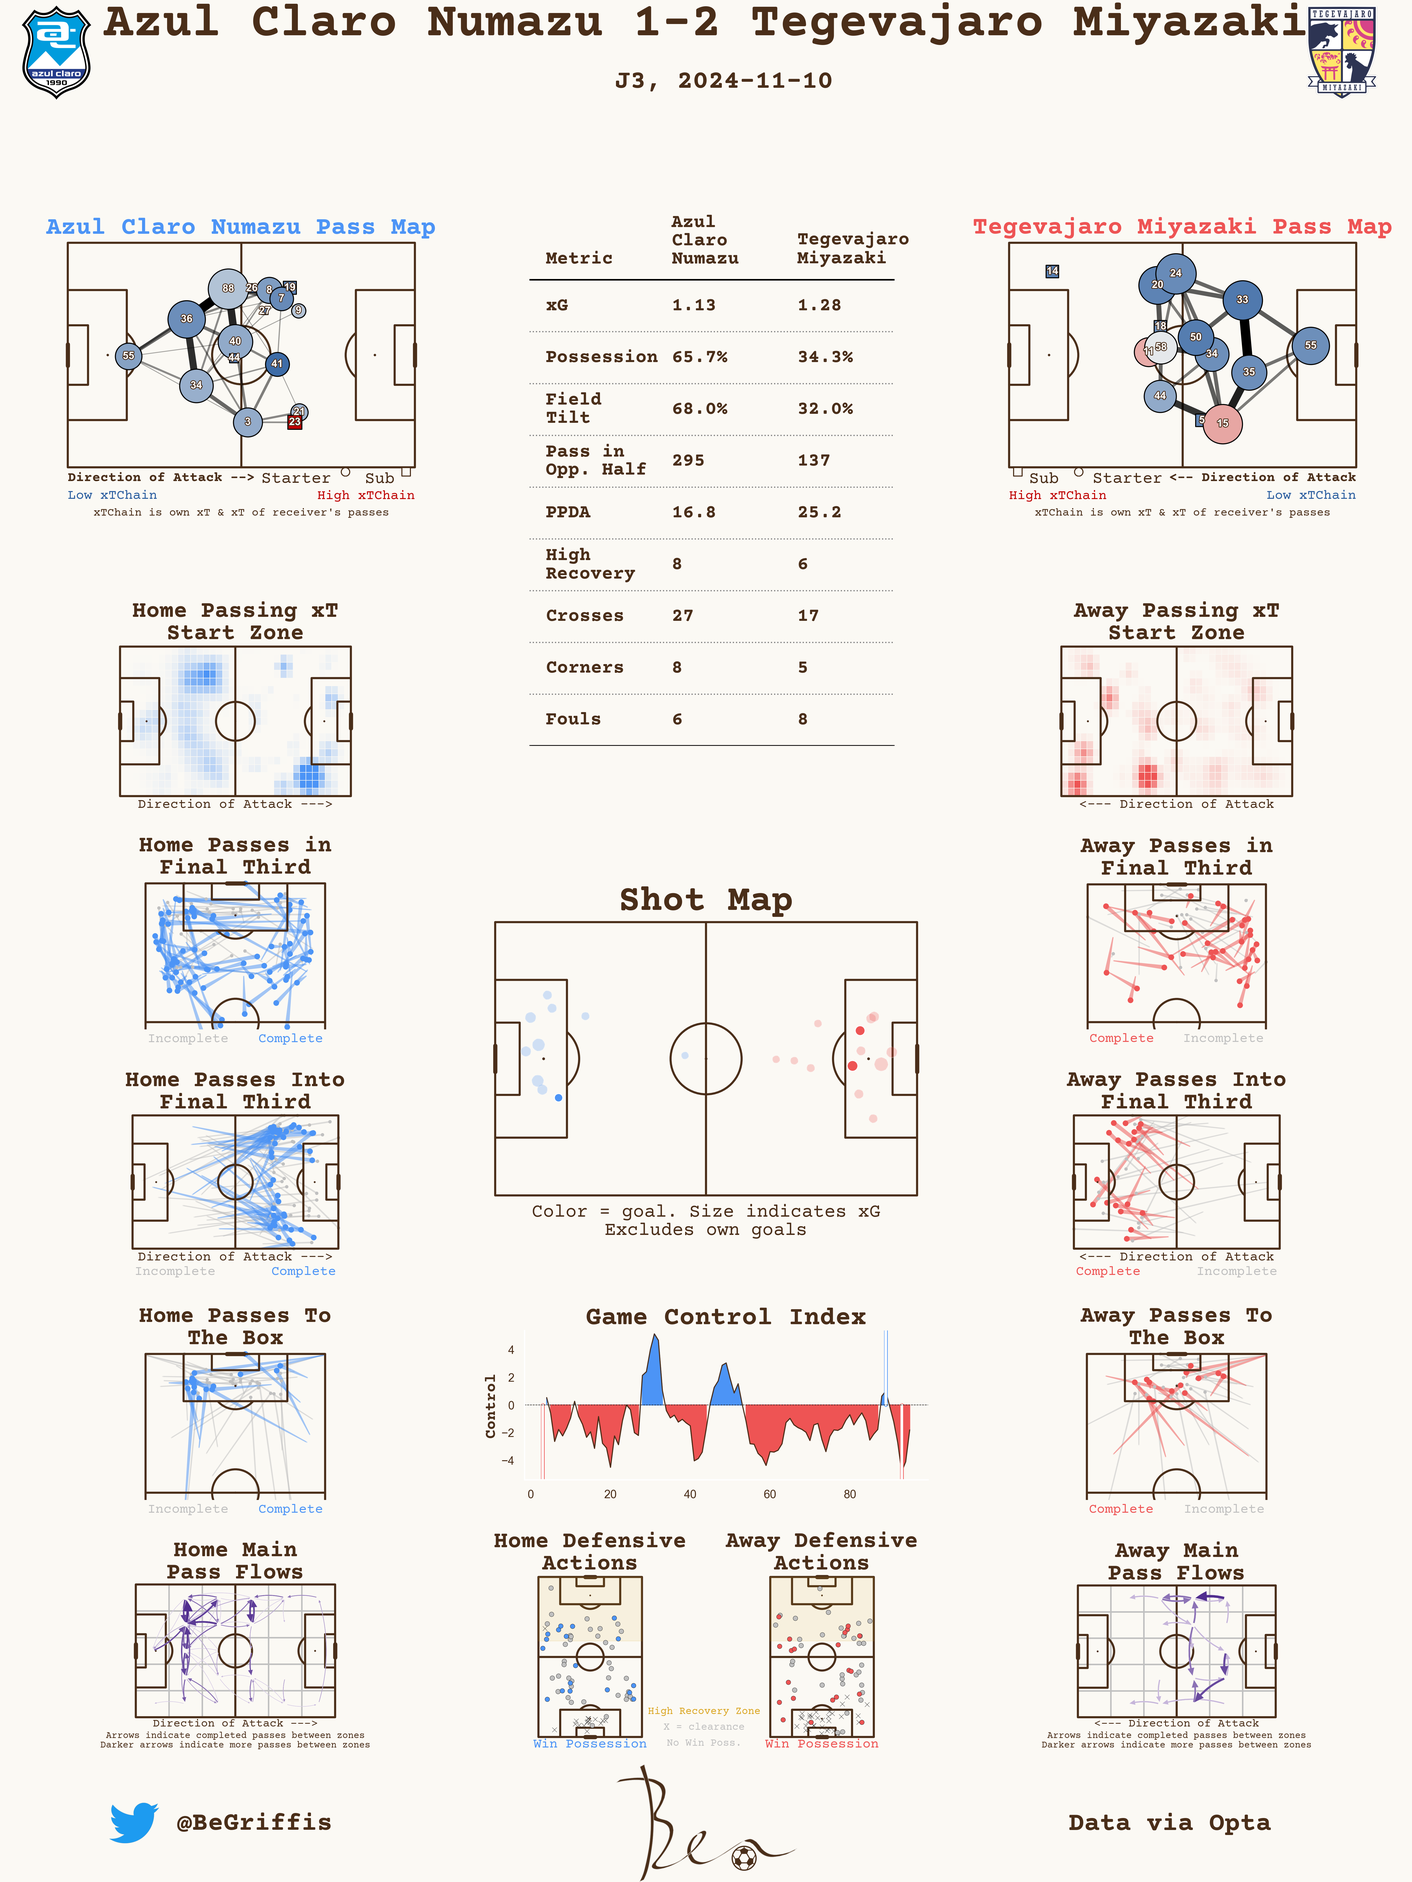 Azul Claro Numazu 1-2 Tegevajaro Miyazaki
J3, 2024-11-10
azul claro
1990
TEGEVAJARO
MIYAZAKI
Azul Claro Numazu Pass Map
88
26
8
19
7
27
9
36
40
44
55
41
34
21
3
23
Direction of Attack --> Starter Sub
Low xTChain High xTChain
xTChain is own xT & xT of receiver's passes
Metric Azul Claro Numazu Tegevajaro Miyazaki
xG 1.13 1.28
Possession 65.7% 34.3%
Field Tilt 68.0% 32.0%
Pass in Opp. Half 295 137
PPDA 16.8 25.2
High Recovery 8 6
Crosses 27 17
Corners 8 5
Fouls 6 8
Tegevajaro Miyazaki Pass Map
14
24
20
33
18
50
58
11
34
55
35
44
5
15
Sub Starter <-- Direction of Attack
High xTChain Low xTChain
xTChain is own xT & xT of receiver's passes
Home Passing xT
Start Zone
Direction of Attack --->
Away Passing xT
Start Zone
<--- Direction of Attack
Home Passes in
Final Third
Incomplete Complete
Away Passes in
Final Third
Complete Incomplete
Shot Map
Color = goal. Size indicates xG
Excludes own goals
Home Passes Into
Final Third
Direction of Attack --->
Incomplete Complete
Away Passes Into
Final Third
<--- Direction of Attack
Complete Incomplete
Home Passes To
The Box
Incomplete Complete
Game Control Index
Control
4
2
0
−2
−4
0 20 40 60 80
Away Passes To
The Box
Complete Incomplete
Home Main
Pass Flows
Direction of Attack --->
Arrows indicate completed passes between zones
Darker arrows indicate more passes between zones
Home Defensive
Actions
Win Possession
Away Defensive
Actions
Win Possession
High Recovery Zone
X = clearance
No Win Poss.
Away Main
Pass Flows
<--- Direction of Attack
Arrows indicate completed passes between zones
Darker arrows indicate more passes between zones
@BeGriffis
Ben
Data via Opta